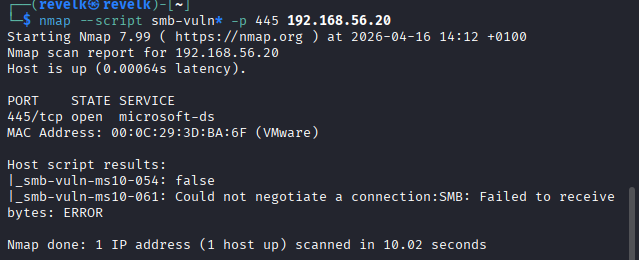 ┌──(revelk㉿revelk)-[~]
└─$ nmap --script smb-vuln* -p 445 192.168.56.20
Starting Nmap 7.99 ( https://nmap.org ) at 2026-04-16 14:12 +0100
Nmap scan report for 192.168.56.20
Host is up (0.00064s latency).
PORT    STATE SERVICE
445/tcp open  microsoft-ds
MAC Address: 00:0C:29:3D:BA:6F (VMware)
Host script results:
|_smb-vuln-ms10-054: false
|_smb-vuln-ms10-061: Could not negotiate a connection:SMB: Failed to receive
bytes: ERROR
Nmap done: 1 IP address (1 host up) scanned in 10.02 seconds